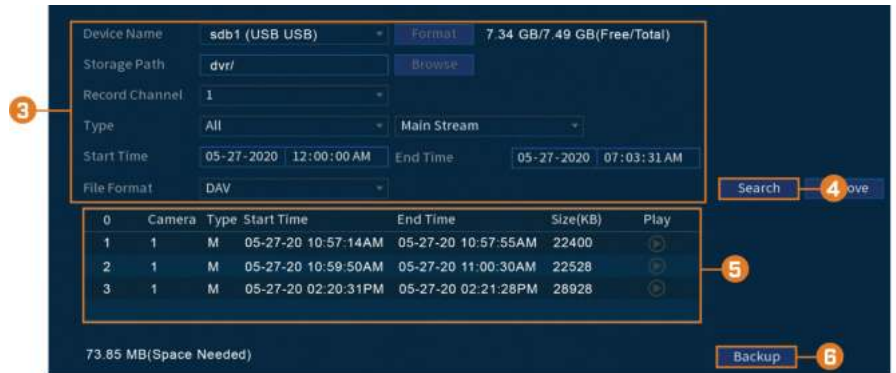 Device Name sdb1 (USB USB) Format 7.34 GB/7.49 GB(Free/Total)
Storage Path dvr/ Browse
Record Channel 1
3
Type All Main Stream
Start Time 05-27-2020 12:00:00AM End Time 05-27-2020 07:03:31AM
File Format DAV Search 4 ove
0 Camera Type Start Time End Time Size(KB) Play
1 1 M 05-27-20 10:57:14AM 05-27-20 10:57:55AM 22400
2 1 M 05-27-20 10:59:50AM 05-27-20 11:00:30AM 22528
5
3 1 M 05-27-20 02:20:31PM 05-27-20 02:21:28PM 28928
73.85 MB(Space Needed) Backup 6